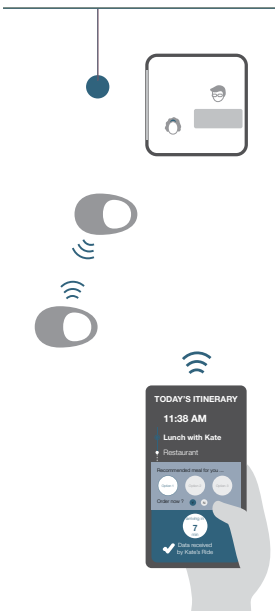 TODAY'S ITINERARY
11:38 AM
Lunch with Kate
Restaurant
Recommended meal for you ...
Order now ?
7
Data received
by Kate's Ride